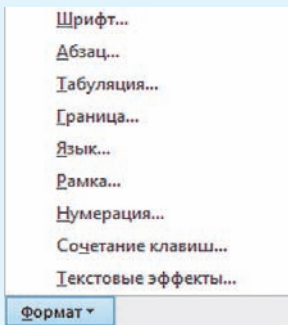 Шрифт...
Абзац...
Табуляция...
Граница...
Язык...
Рамка...
Нумерация...
Сочетание клавиш...
Текстовые эффекты...
Формат